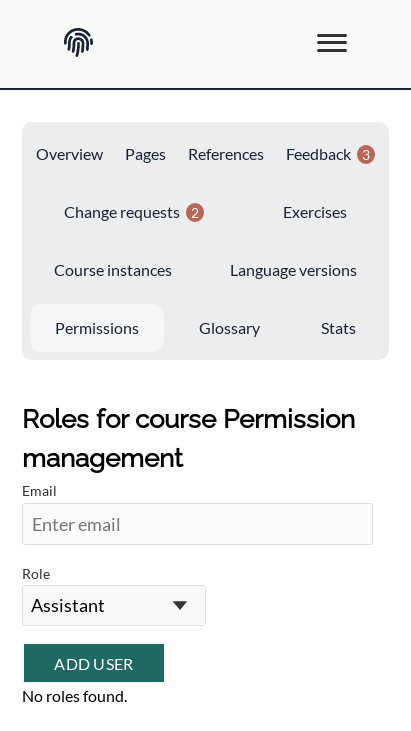 Overview Pages References Feedback 3
Change requests 2 Exercises
Course instances Language versions
Permissions Glossary Stats
Roles for course Permission
management
Email
Enter email
Role
Assistant
ADD USER
No roles found.